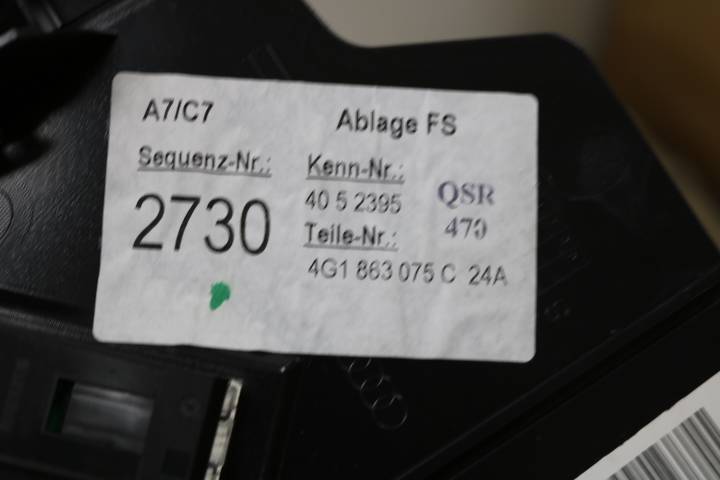 A7/C7
Ablage FS
Sequenz-Nr.:
2730
Kenn-Nr.:
40 5 2395
Teile-Nr.:
4G1 863 075 C 24A
QSR
470